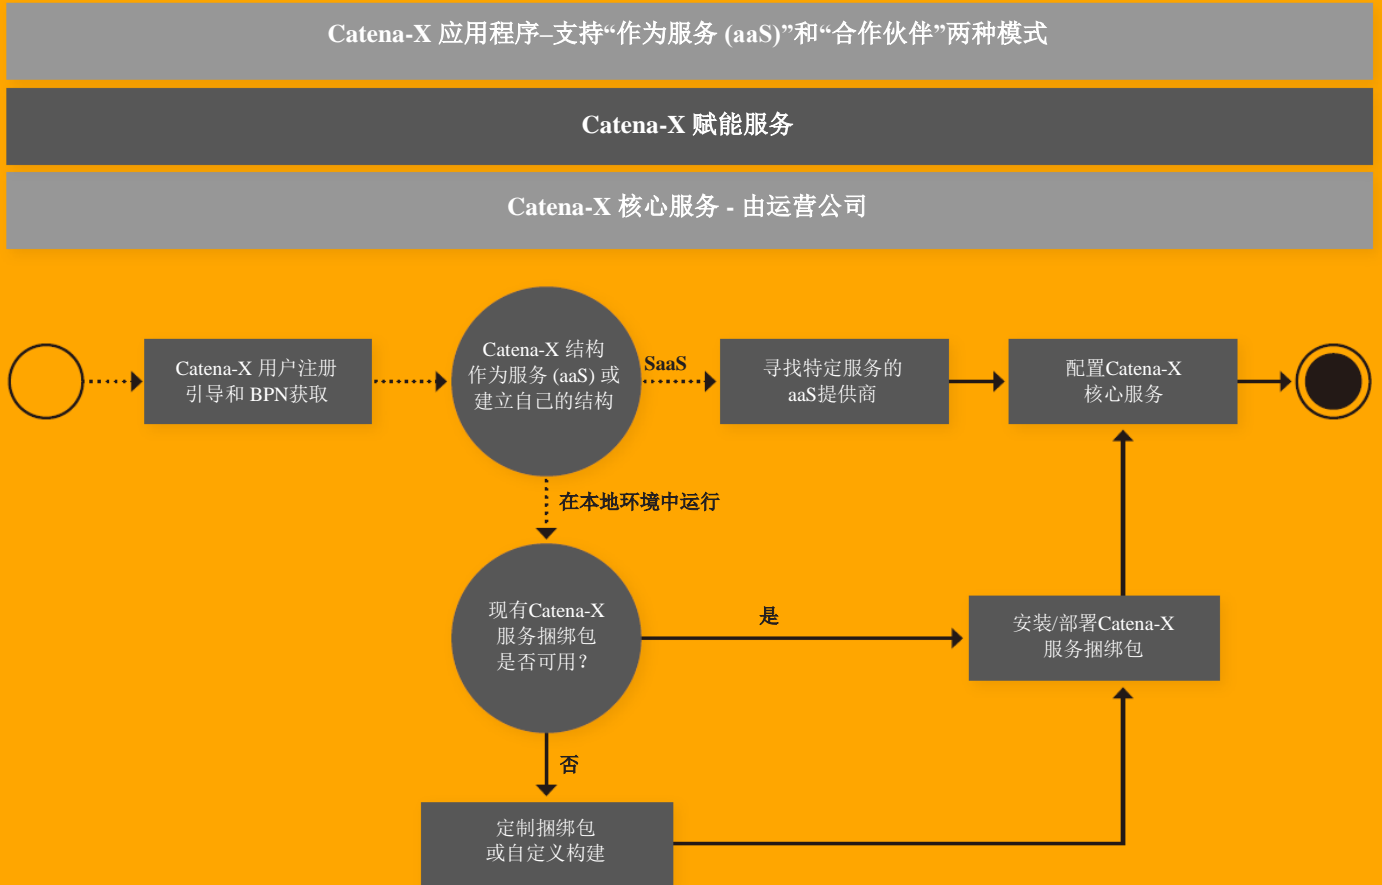 Catena-X 应用程序–支持“作为服务 (aaS)”和“合作伙伴”两种模式
Catena-X 赋能服务
Catena-X 核心服务 - 由运营公司
Catena-X 用户注册
引导和 BPN获取
Catena-X 结构
作为服务 (aaS) 或
建立自己的结构
SaaS
寻找特定服务的
aaS提供商
配置Catena-X
核心服务
在本地环境中运行
现有Catena-X
服务捆绑包
是否可用？
是
安装/部署Catena-X
服务捆绑包
否
定制捆绑包
或自定义构建